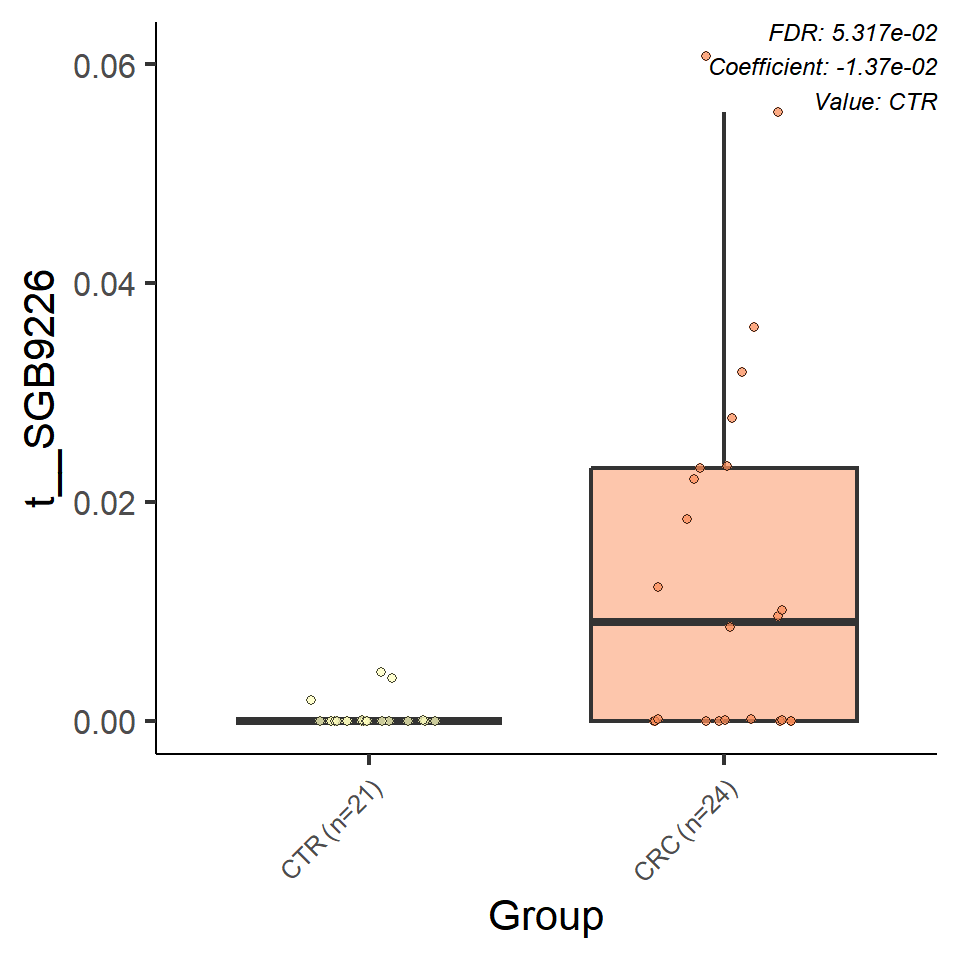 FDR: 5.317e-02
Coefficient: -1.37e-02
Value: CTR
t__SGB9226
0.06
0.04
0.02
0.00
CTR (n=21)
CRC (n=24)
Group